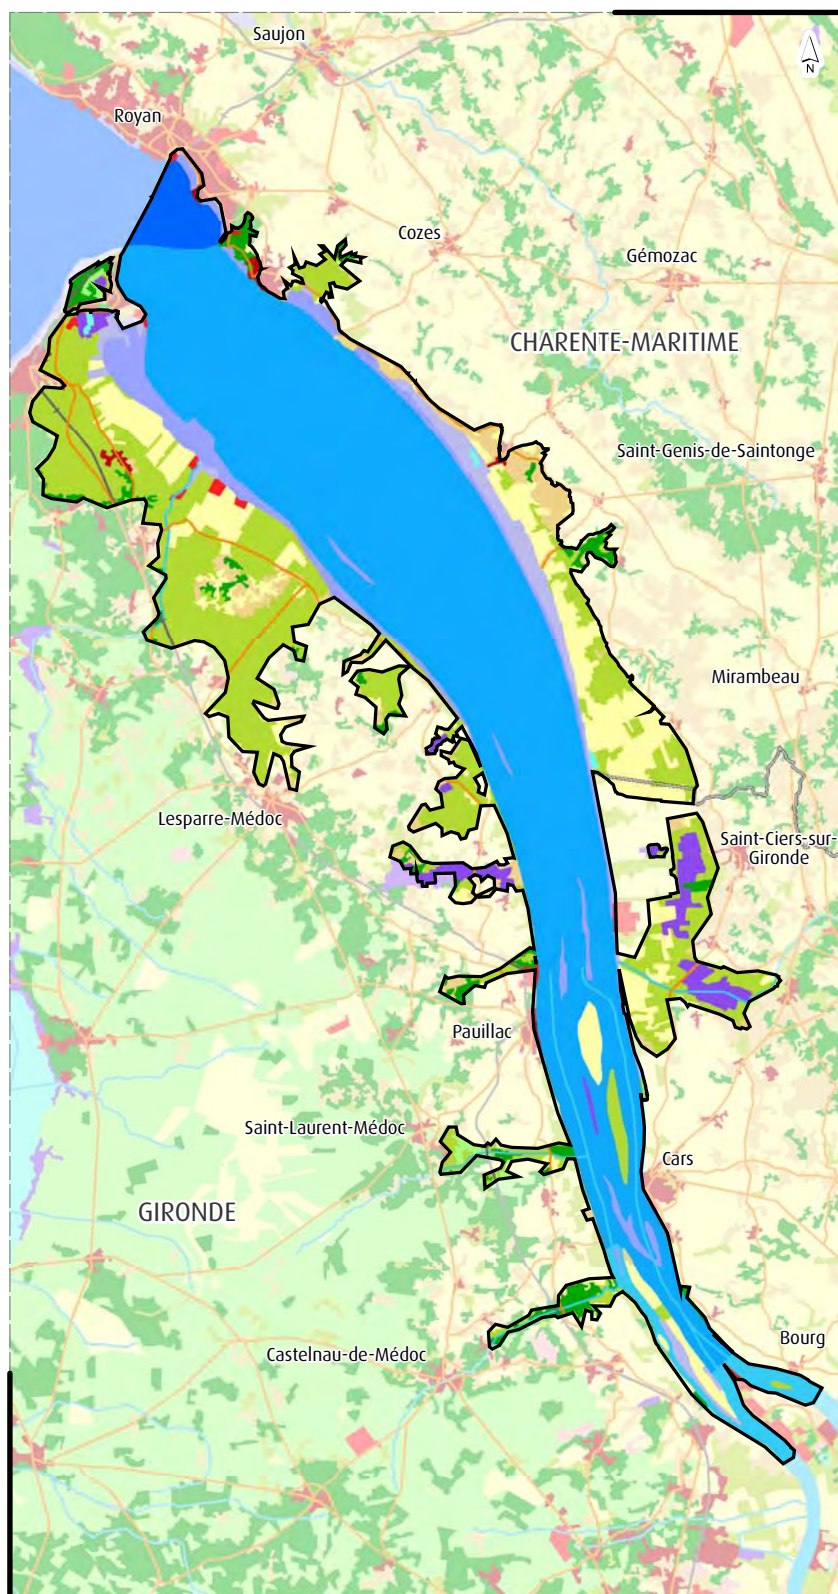 Saujon
N
Royan
Cozes
Gémozac
CHARENTE-MARITIME
Saint-Genis-de-Saintonge
Mirambeau
Lesparre-Médoc
Saint-Ciers-sur-
Gironde
Pauillac
Saint-Laurent-Médoc
Cars
GIRONDE
Bourg
Castelnau-de-Médoc